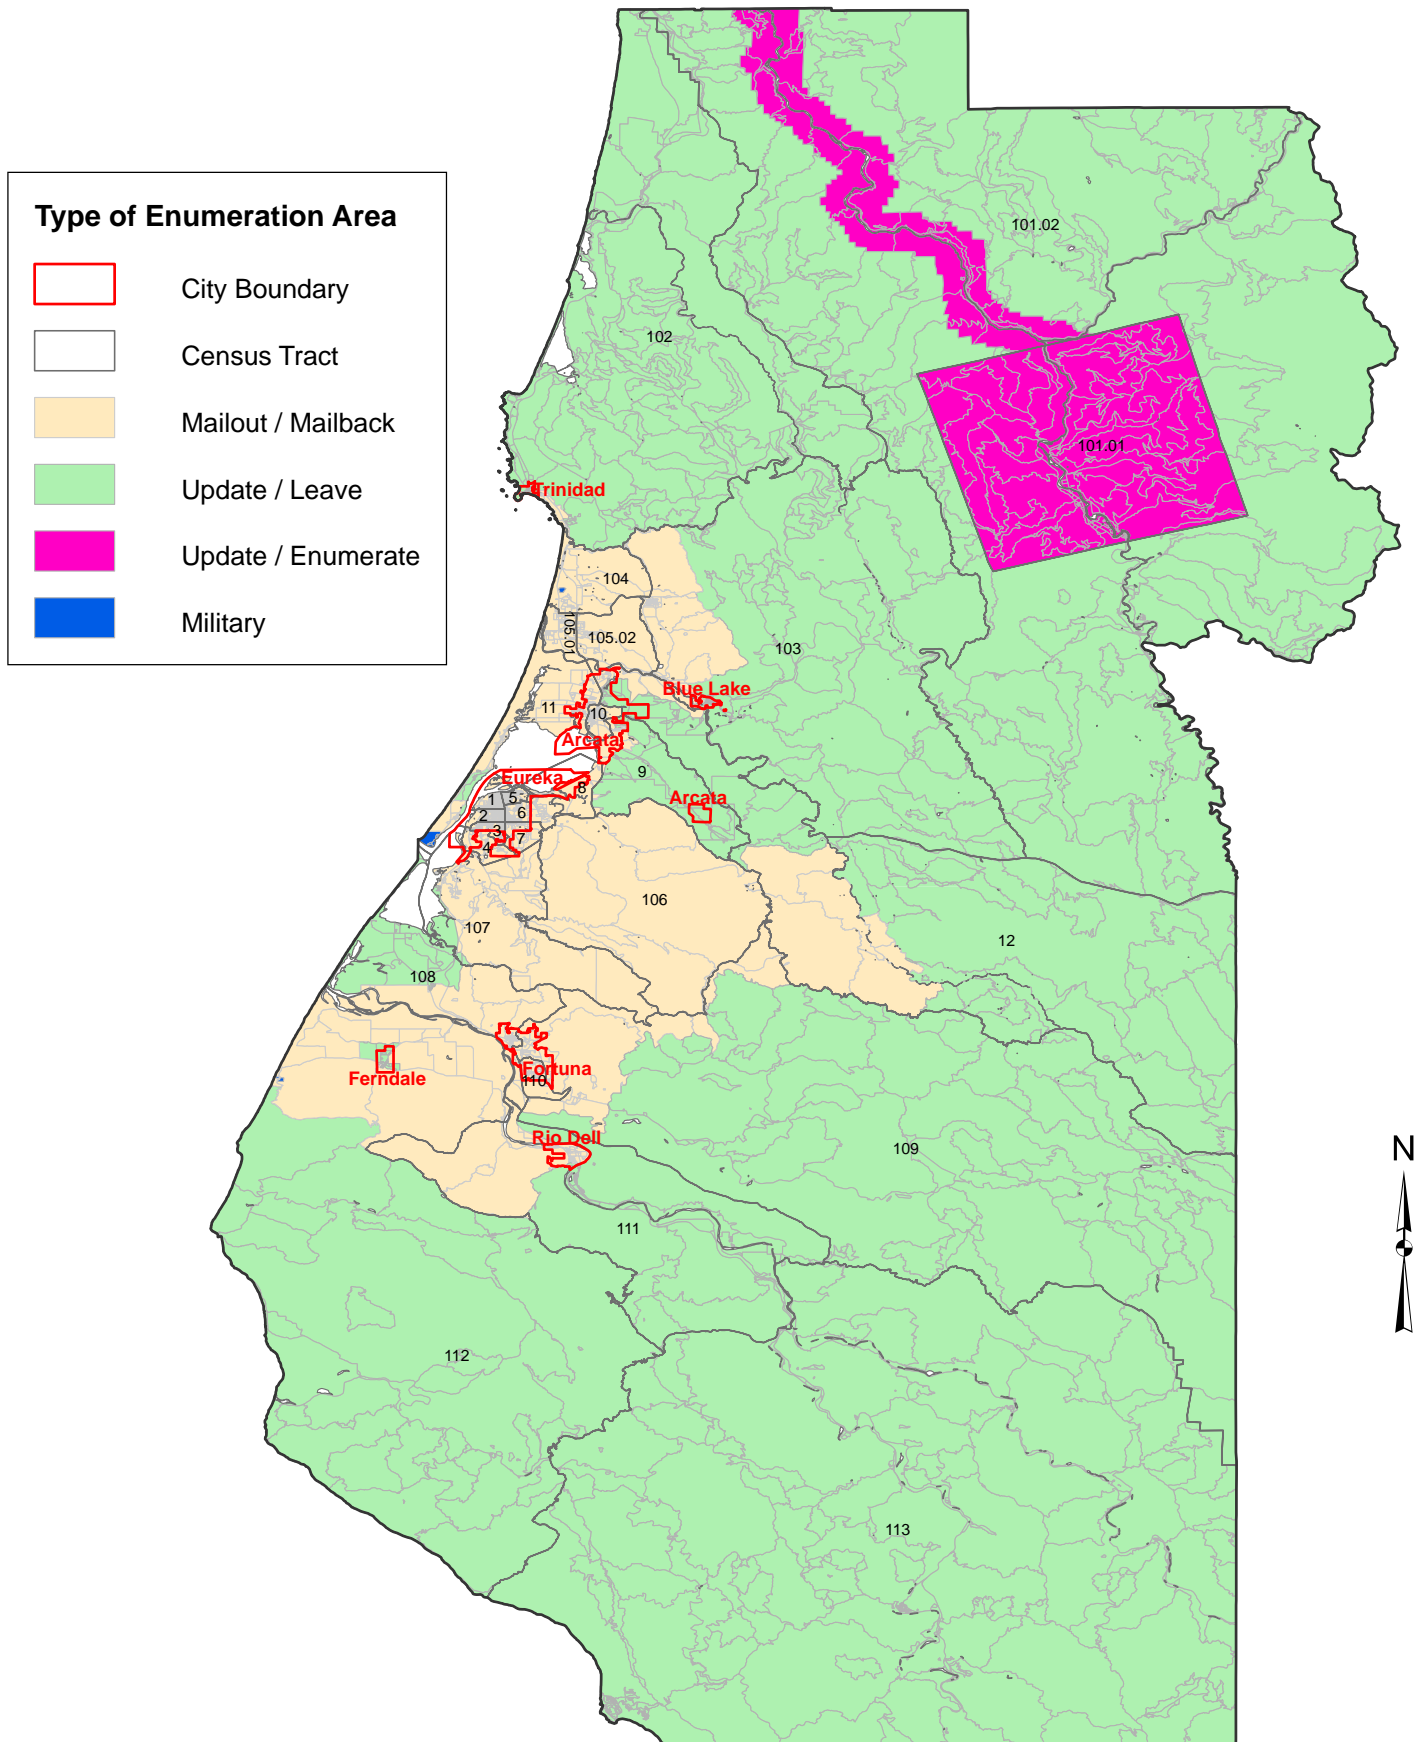 Type of Enumeration Area
City Boundary
Census Tract
Mailout / Mailback
Update / Leave
Update / Enumerate
Military
101.02
102
101.01
Trinidad
104
105.01
105.02
103
Blue Lake
11
10
Arcata
9
Eureka
8
Arcata
1
5
2
6
3
7
4
106
107
12
108
Ferndale
Fortuna
110
Rio Dell
109
N
111
112
113